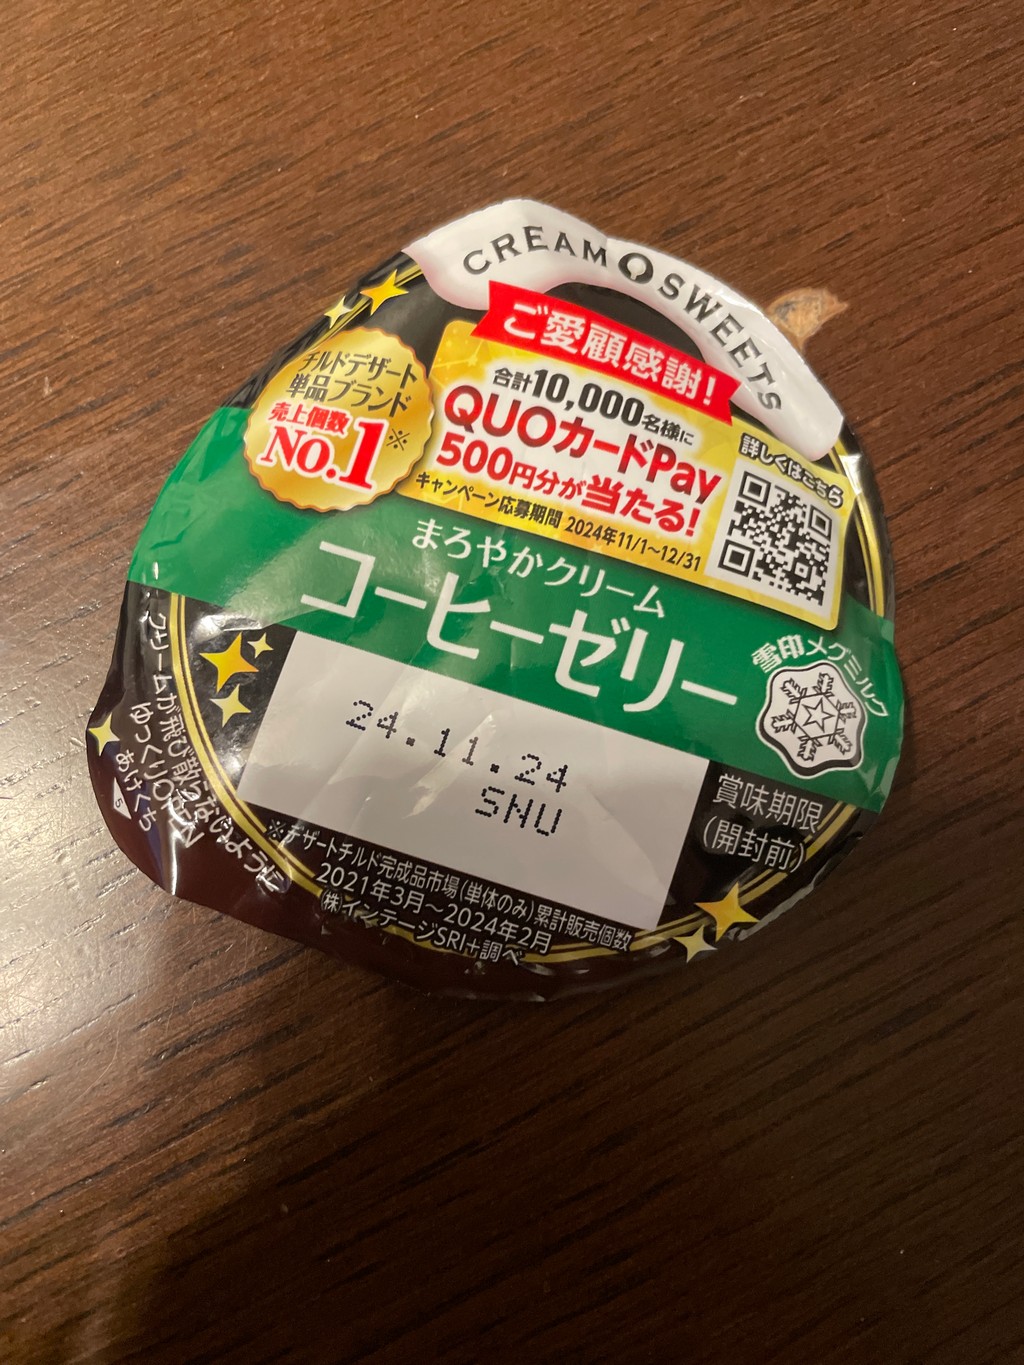 CREAM SWEETS
ご愛顧感謝!
チルドデザート
単品ブランド
売上個数
No.1※
合計10,000名様に
QUOカードPay
500円分が当たる!
キャンペーン応募期間 2024年11/1~12/31
詳しくはこちら
まろやかクリーム
コーヒーゼリー
雪印メグミルク
24.11.24
SNU
賞味期限
(開封前)
※デザートチルド完成品市場(単体のみ)累計販売個数
2021年3月~2024年2月
(株)インテージSRI+調べ
クリームが飛び散らないように
ゆっくりOPEN
あけくち
5